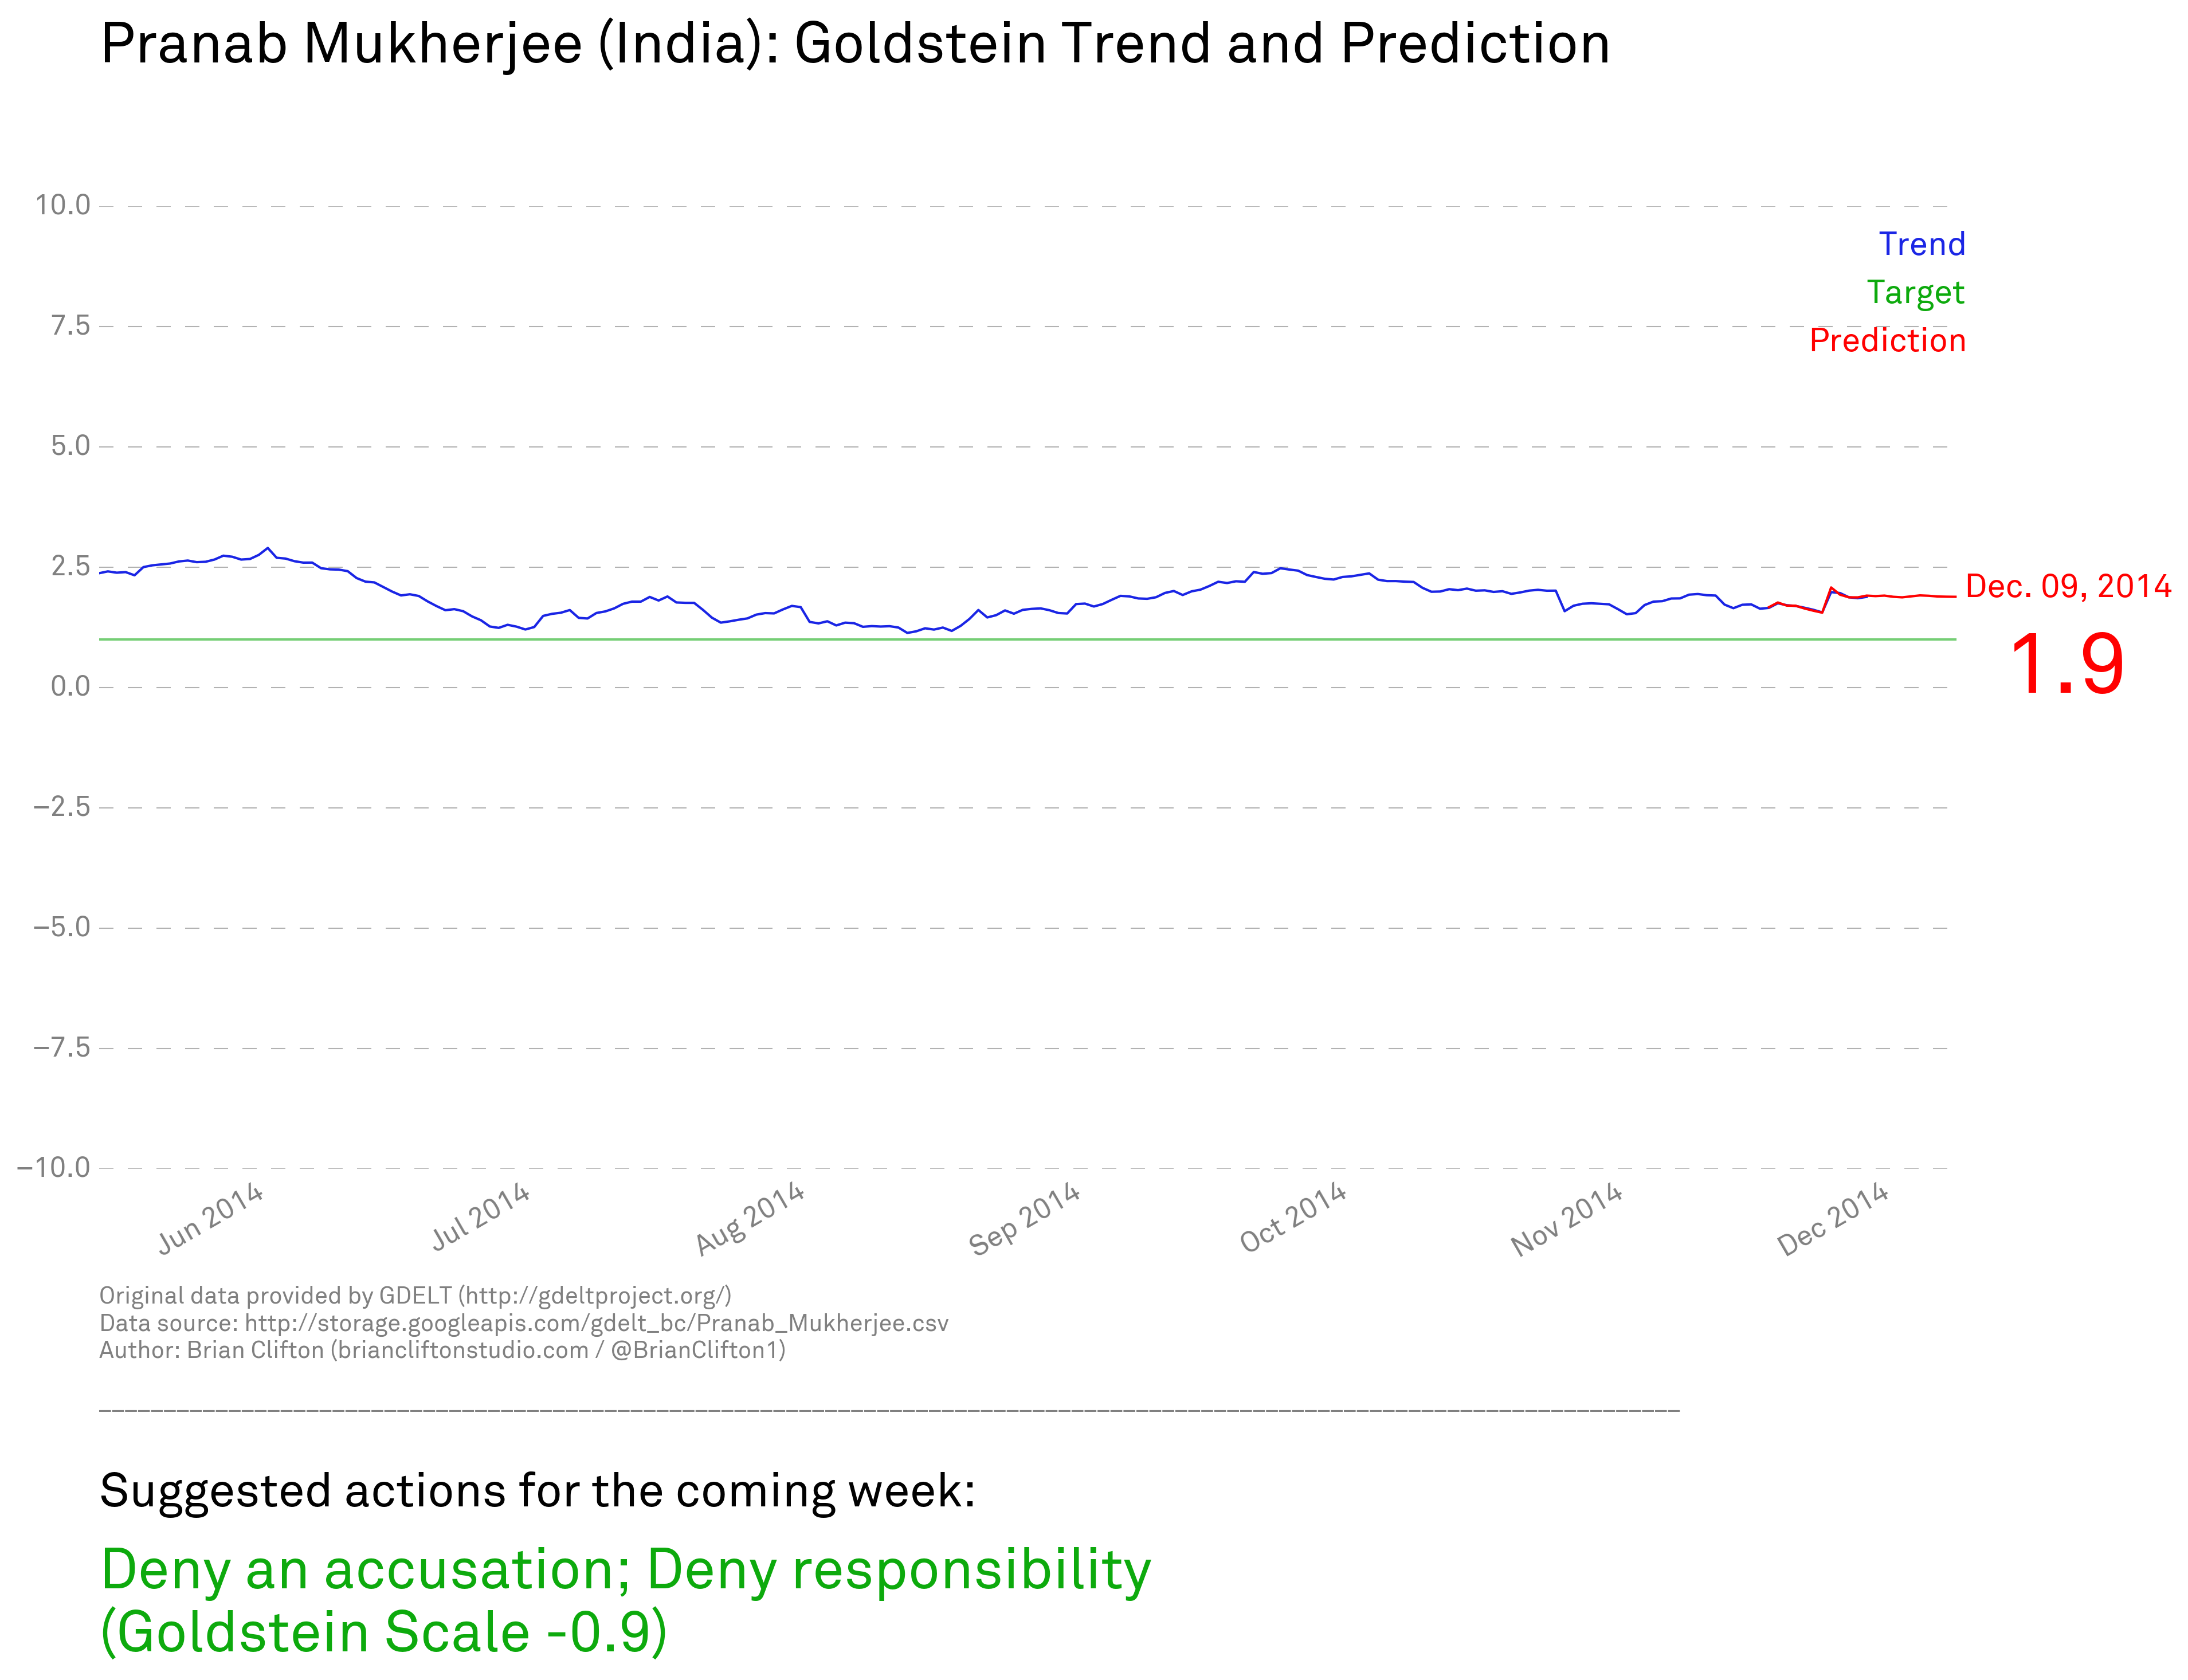 Pranab Mukherjee (India): Goldstein Trend and Prediction
10.0
Trend
Target
7.5
Prediction
5.0
2.5
Dec. 09, 2014
1.9
0.0
−2.5
−5.0
−7.5
−10.0
Jun 2014
Jul 2014
Aug 2014
Sep 2014
Oct 2014
Nov 2014
Dec 2014
Original data provided by GDELT (http://gdeltproject.org/)
Data source: http://storage.googleapis.com/gdelt_bc/Pranab_Mukherjee.csv
Author: Brian Clifton (briancliftonstudio.com / @BrianClifton1)
Suggested actions for the coming week:
Deny an accusation; Deny responsibility
(Goldstein Scale -0.9)